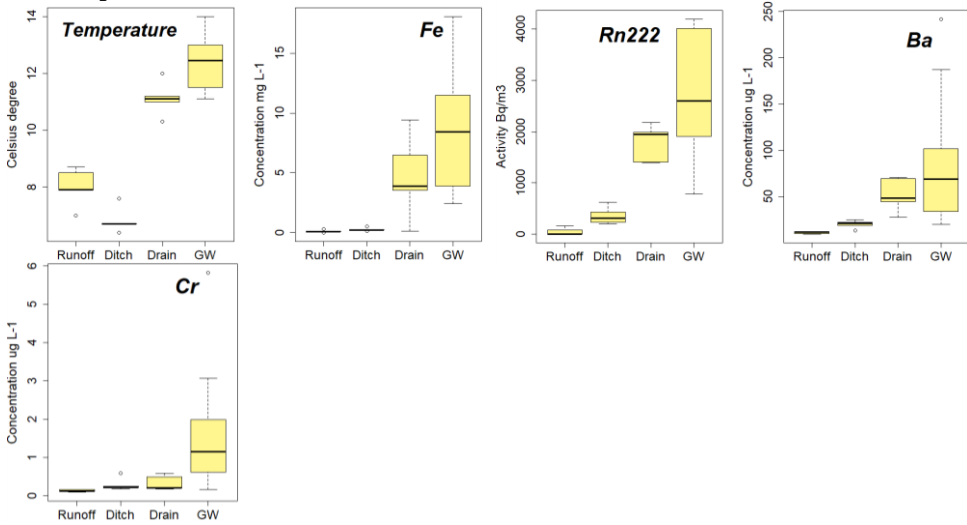 Temperature
Celsius degree
14
12
10
8
Runoff Ditch Drain GW
Fe
Concentration mg L-1
15
10
5
0
Runoff Ditch Drain GW
Rn222
Activity Bq/m3
4000
3000
2000
1000
0
Runoff Ditch Drain GW
Ba
Concentration ug L-1
250
200
150
100
50
Runoff Ditch Drain GW
Cr
Concentration ug L-1
6
5
4
3
2
1
0
Runoff Ditch Drain GW